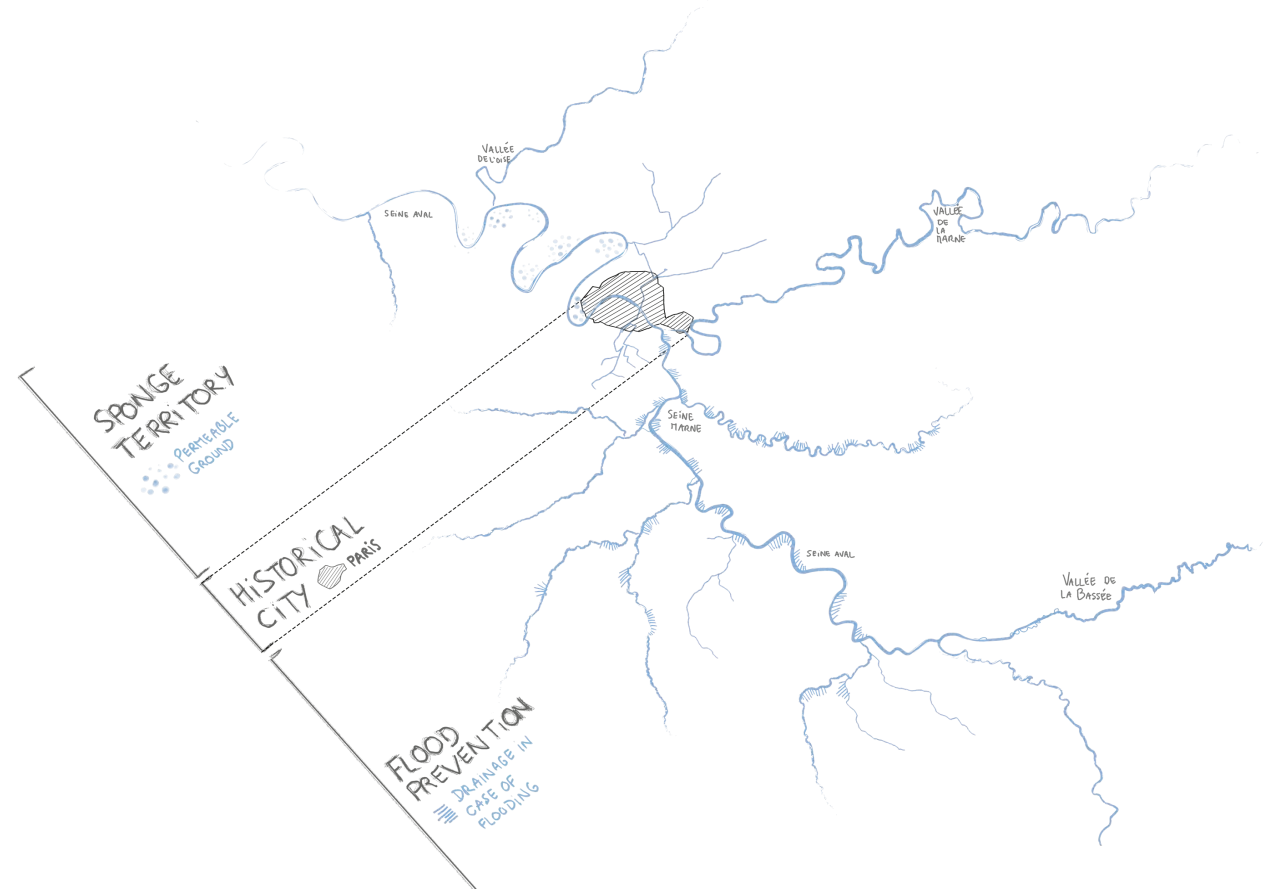 VALLÉE
DE L'OISE
SEINE AVAL
VALLÉE
DE
LA
MARNE
SPONGE
TERRITORY
PERMEABLE
GROUND
SEINE
MARNE
HISTORICAL
CITY
PARIS
SEINE AVAL
VALLÉE DE
LA BASSÉE
FLOOD
PREVENTION
DRAINAGE IN
CASE OF
FLOODING